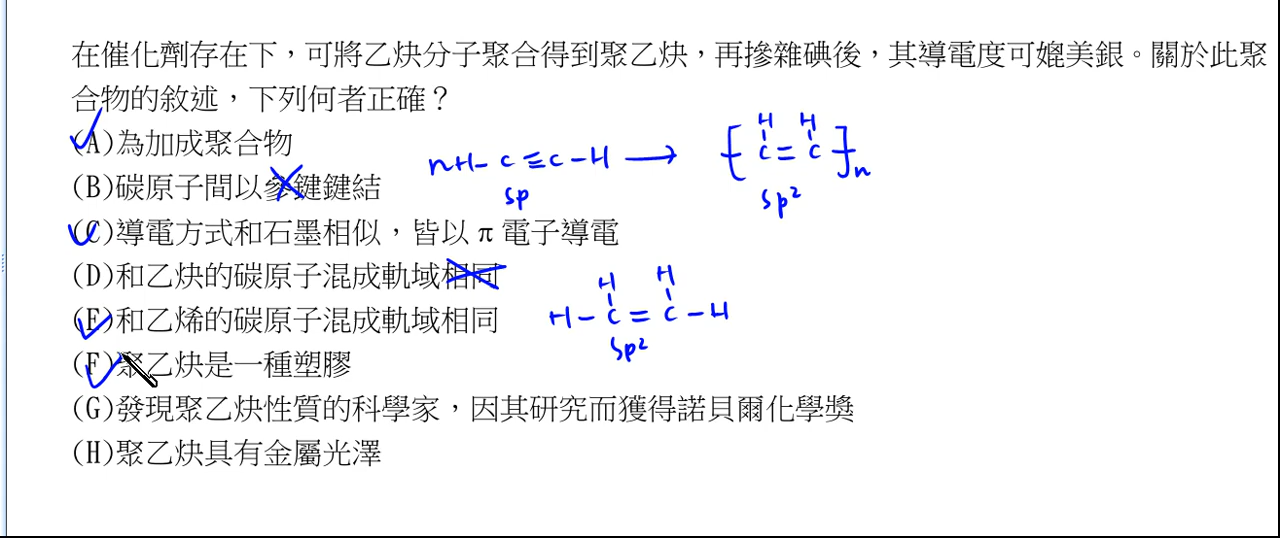 在催化劑存在下，可將乙炔分子聚合得到聚乙炔，再摻雜碘後，其導電度可媲美銀。關於此聚
合物的敘述，下列何者正確？
(A)為加成聚合物
nH-C≡C-H → [C=C]n
H H
sp
sp²
(B)碳原子間以參鍵鍵結
(C)導電方式和石墨相似，皆以π電子導電
(D)和乙炔的碳原子混成軌域相同
(E)和乙烯的碳原子混成軌域相同
H H
H-C=C-H
sp²
(F)聚乙炔是一種塑膠
(G)發現聚乙炔性質的科學家，因其研究而獲得諾貝爾化學獎
(H)聚乙炔具有金屬光澤